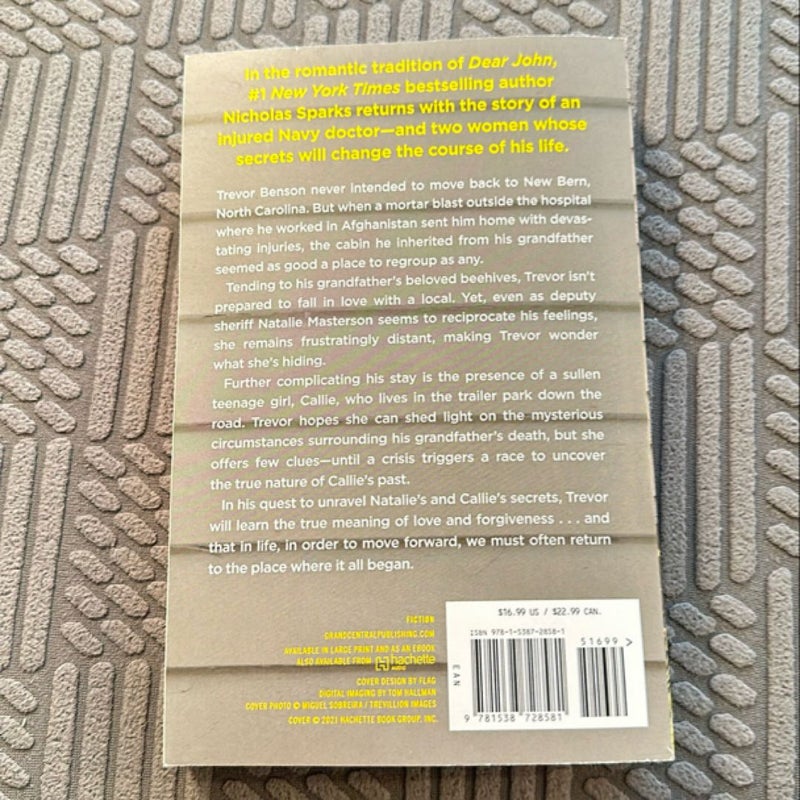 In the romantic tradition of Dear John,
#1 New York Times bestselling author
Nicholas Sparks returns with the story of an
injured Navy doctor—and two women whose
secrets will change the course of his life.
Trevor Benson never intended to move back to New Bern,
North Carolina. But when a mortar blast outside the hospital
where he worked in Afghanistan sent him home with devas-
tating injuries, the cabin he inherited from his grandfather
seemed as good a place to regroup as any.
Tending to his grandfather's beloved beehives, Trevor isn't
prepared to fall in love with a local. Yet, even as deputy
sheriff Natalie Masterson seems to reciprocate his feelings,
she remains frustratingly distant, making Trevor wonder
what she's hiding.
Further complicating his stay is the presence of a sullen
teenage girl, Callie, who lives in the trailer park down the
road. Trevor hopes she can shed light on the mysterious
circumstances surrounding his grandfather's death, but she
offers few clues—until a crisis triggers a race to uncover
the true nature of Callie's past.
In his quest to unravel Natalie's and Callie's secrets, Trevor
will learn the true meaning of love and forgiveness . . . and
that in life, in order to move forward, we must often return
to the place where it all began.
FICTION
GRANDCENTRALPUBLISHING.COM
AVAILABLE IN LARGE PRINT AND AS AN EBOOK
ALSO AVAILABLE FROM hachette AUDIO
COVER DESIGN BY FLAG
DIGITAL IMAGING BY TOM HALLMAN
COVER PHOTO © MIGUEL SOBREIRA / TREVILLION IMAGES
COVER © 2021 HACHETTE BOOK GROUP, INC.
$16.99 US / $22.99 CAN.
ISBN 978-1-5387-2858-1
51699 >
EAN
9 781538 728581